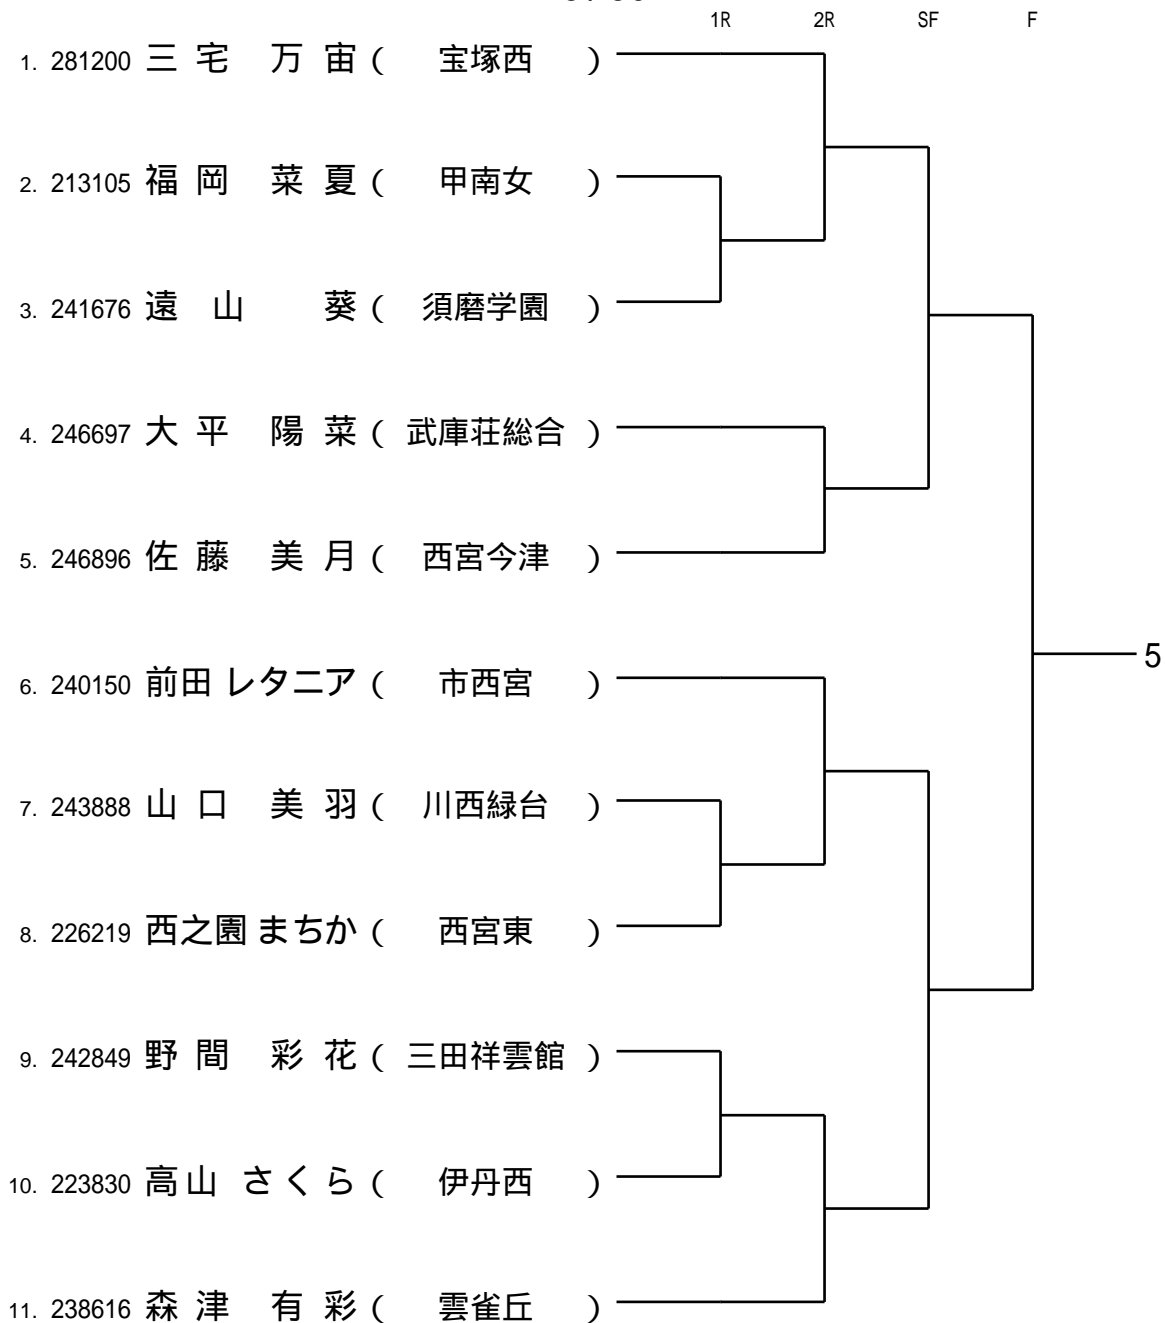 1R 2R SF F
1. 281200 三宅 万宙 ( 宝塚西 )
2. 213105 福岡 菜夏 ( 甲南女 )
3. 241676 遠山 葵 ( 須磨学園 )
4. 246697 大平 陽菜 ( 武庫荘総合 )
5. 246896 佐藤 美月 ( 西宮今津 )
5
6. 240150 前田 レタニア ( 市西宮 )
7. 243888 山口 美羽 ( 川西緑台 )
8. 226219 西之園 まちか ( 西宮東 )
9. 242849 野間 彩花 ( 三田祥雲館 )
10. 223830 高山 さくら ( 伊丹西 )
11. 238616 森津 有彩 ( 雲雀丘 )